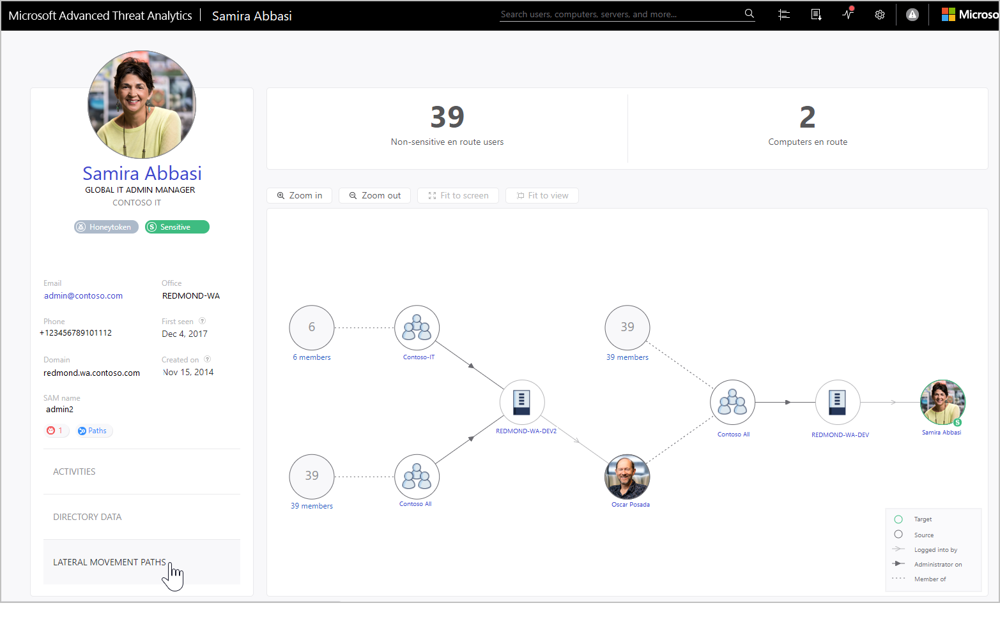 Microsoft Advanced Threat Analytics
Samira Abbasi
Search users, computers, servers, and more...
Microso
Samira Abbasi
GLOBAL IT ADMIN MANAGER
CONTOSO IT
Honeytoken
Sensitive
Email
admin@contoso.com
Office
REDMOND-WA
Phone
+123456789101112
First seen ?
Dec 4, 2017
Domain
redmond.wa.contoso.com
Created on ?
Nov 15, 2014
SAM name
admin2
1
Paths
ACTIVITIES
DIRECTORY DATA
LATERAL MOVEMENT PATHS
39
Non-sensitive en route users
2
Computers en route
Zoom in
Zoom out
Fit to screen
Fit to view
6
6 members
Contoso-IT
39
39 members
REDMOND-WA-DEV2
Contoso All
REDMOND-WA-DEV
S
Samira Abbasi
39
39 members
Contoso All
Oscar Posada
Target
Source
Logged into by
Administrator on
Member of